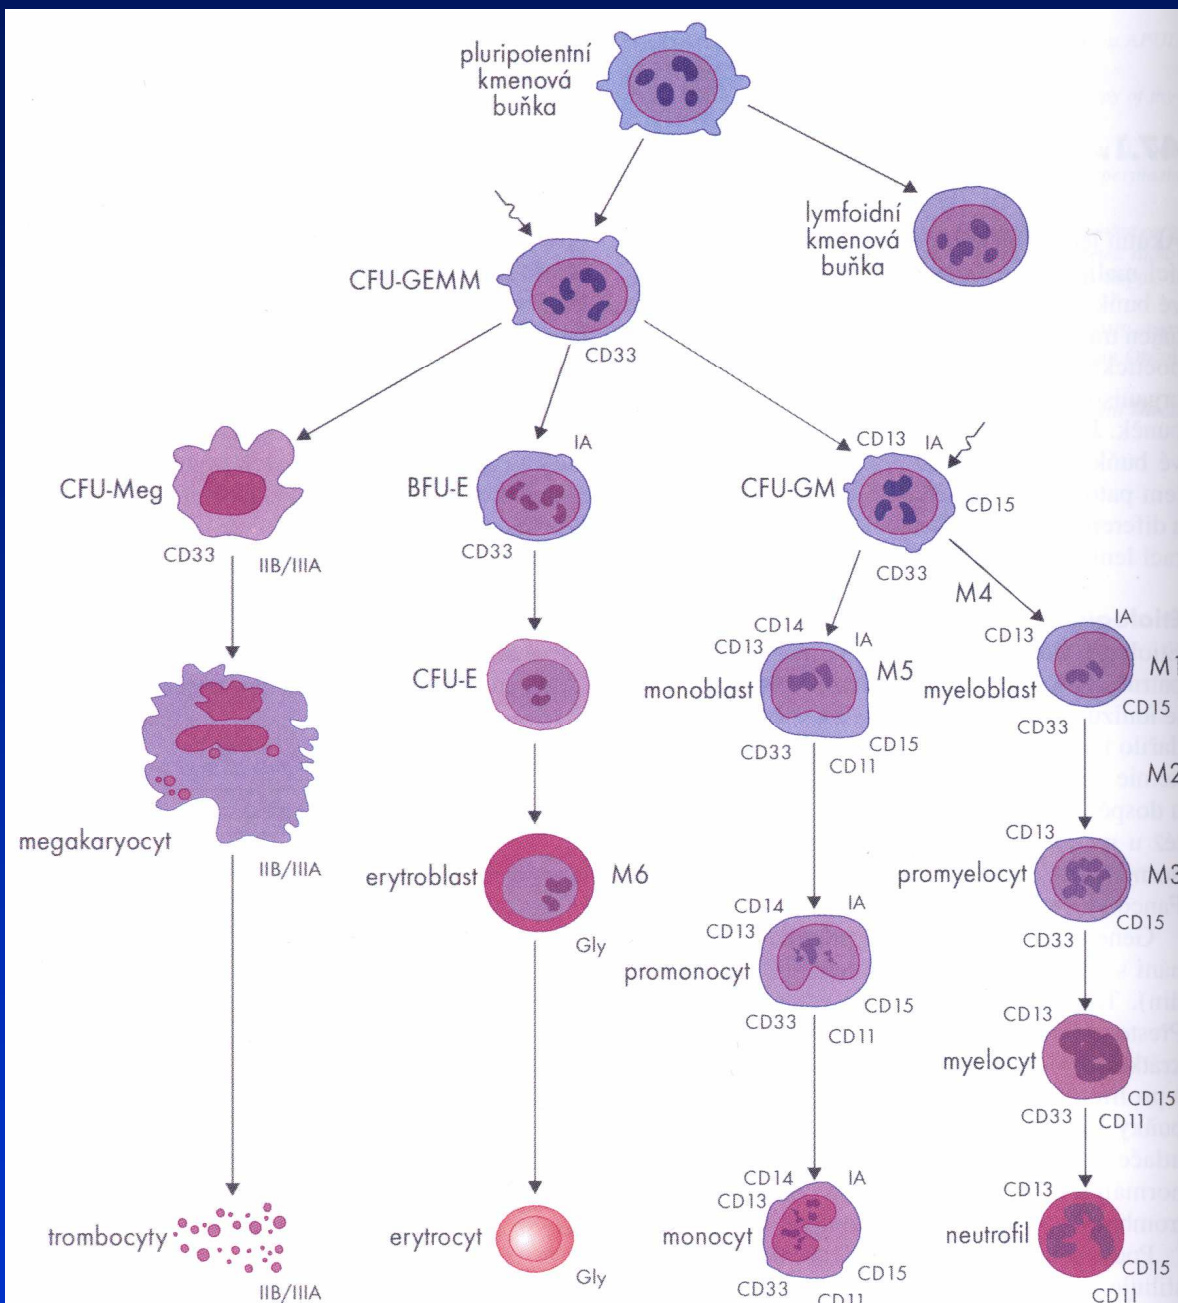 pluripotentní
kmenová
buňka
lymfoidní
kmenová
buňka
CFU-GEMM
CD33
CFU-Meg
CD33
IIB/IIIA
BFU-E
IA
CD33
CFU-GM
CD13
IA
CD15
CD33
M4
megakaryocyt
IIB/IIIA
CFU-E
monoblast
CD14
CD13
IA
M5
CD33
CD15
CD11
myeloblast
CD13
IA
M1
CD15
CD33
M2
erytroblast
M6
Gly
promonocyt
CD14
CD13
IA
CD33
CD15
CD11
promyelocyt
CD13
M3
CD15
CD33
myelocyt
CD13
CD15
CD33
CD11
trombocyty
IIB/IIIA
erytrocyt
Gly
monocyt
CD14
CD13
IA
CD33
CD15
CD11
neutrofil
CD13
CD15
CD11